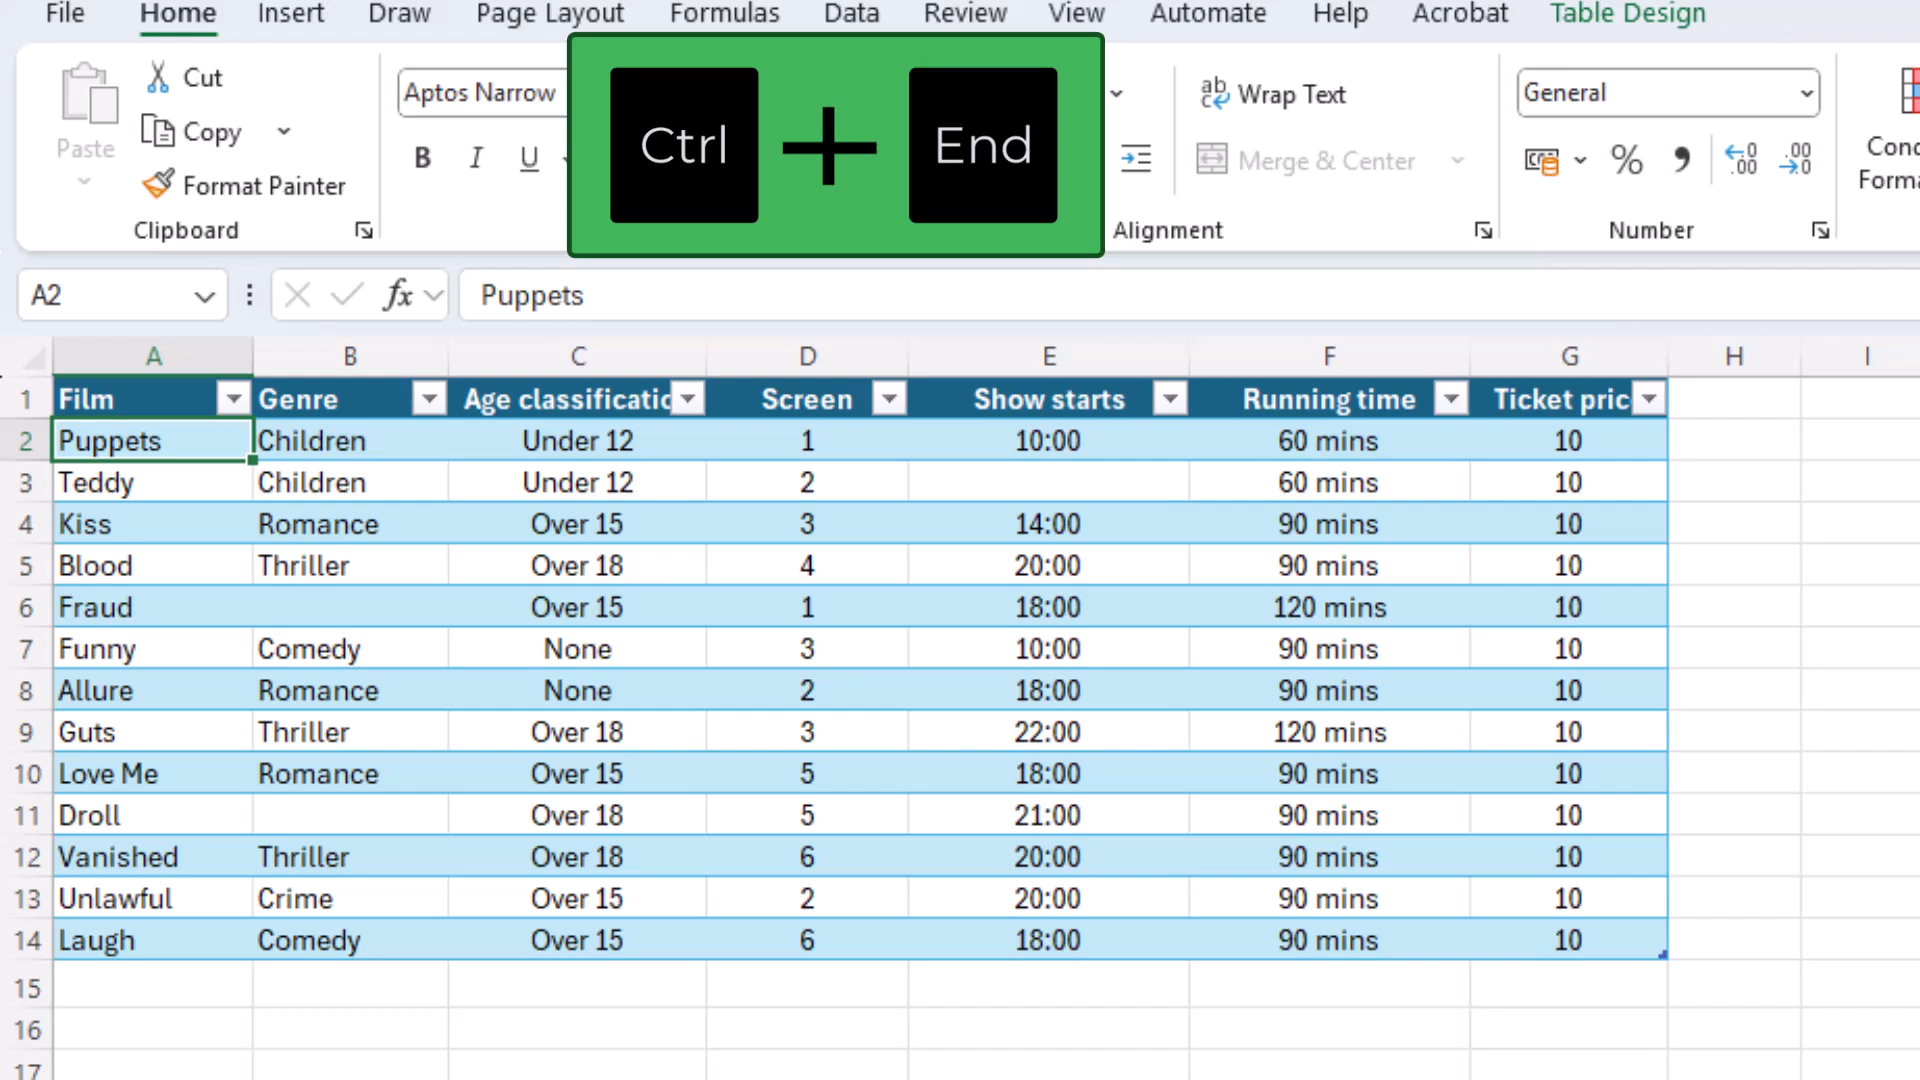 File Home Insert Draw Page Layout Formulas Data Review View Automate Help Acrobat Table Design
Paste
Cut
Copy
Format Painter
Clipboard
Aptos Narrow
B I U
Ctrl + End
ab
c
Wrap Text
Merge & Center
Alignment
General
% 9 .00 .00
Number
A2
fx
Puppets
A B C D E F G H I
1 Film Genre Age classificatio Screen Show starts Running time Ticket pric
2 Puppets Children Under 12 1 10:00 60 mins 10
3 Teddy Children Under 12 2 60 mins 10
4 Kiss Romance Over 15 3 14:00 90 mins 10
5 Blood Thriller Over 18 4 20:00 90 mins 10
6 Fraud Over 15 1 18:00 120 mins 10
7 Funny Comedy None 3 10:00 90 mins 10
8 Allure Romance None 2 18:00 90 mins 10
9 Guts Thriller Over 18 3 22:00 120 mins 10
10 Love Me Romance Over 15 5 18:00 90 mins 10
11 Droll Over 18 5 21:00 90 mins 10
12 Vanished Thriller Over 18 6 20:00 90 mins 10
13 Unlawful Crime Over 15 2 20:00 90 mins 10
14 Laugh Comedy Over 15 6 18:00 90 mins 10
15
16
17